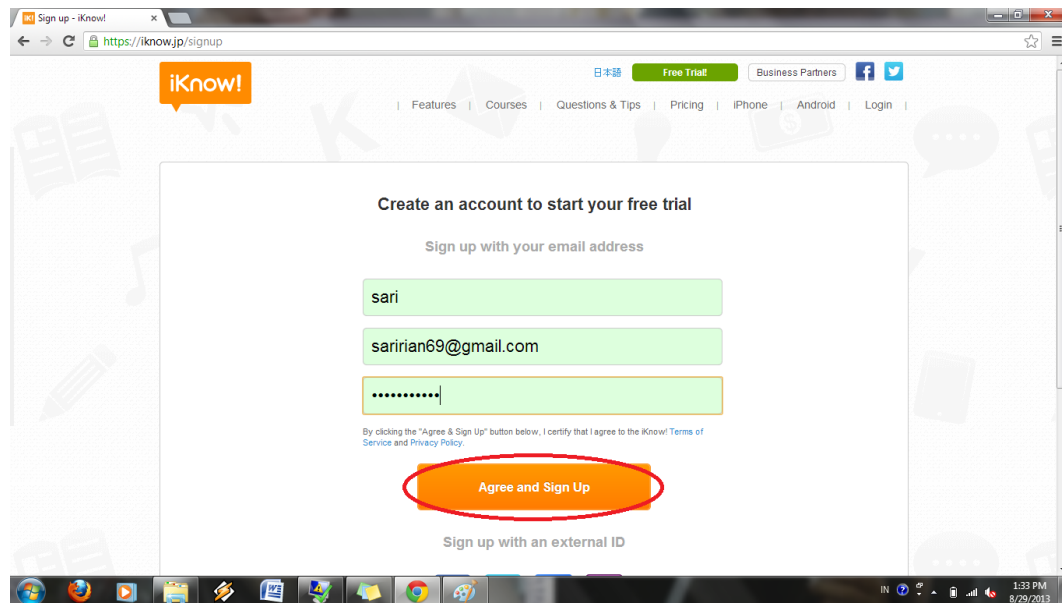 Sign up - iKnow!
https://iknow.jp/signup
iKnow!
日本語 Free Trial! Business Partners
| Features | Courses | Questions & Tips | Pricing | iPhone | Android | Login |
Create an account to start your free trial
Sign up with your email address
sari
saririan69@gmail.com
•••••••••••
By clicking the "Agree & Sign Up" button below, I certify that I agree to the iKnow! Terms of
Service and Privacy Policy.
Agree and Sign Up
Sign up with an external ID
IN 1:33 PM
8/29/2013